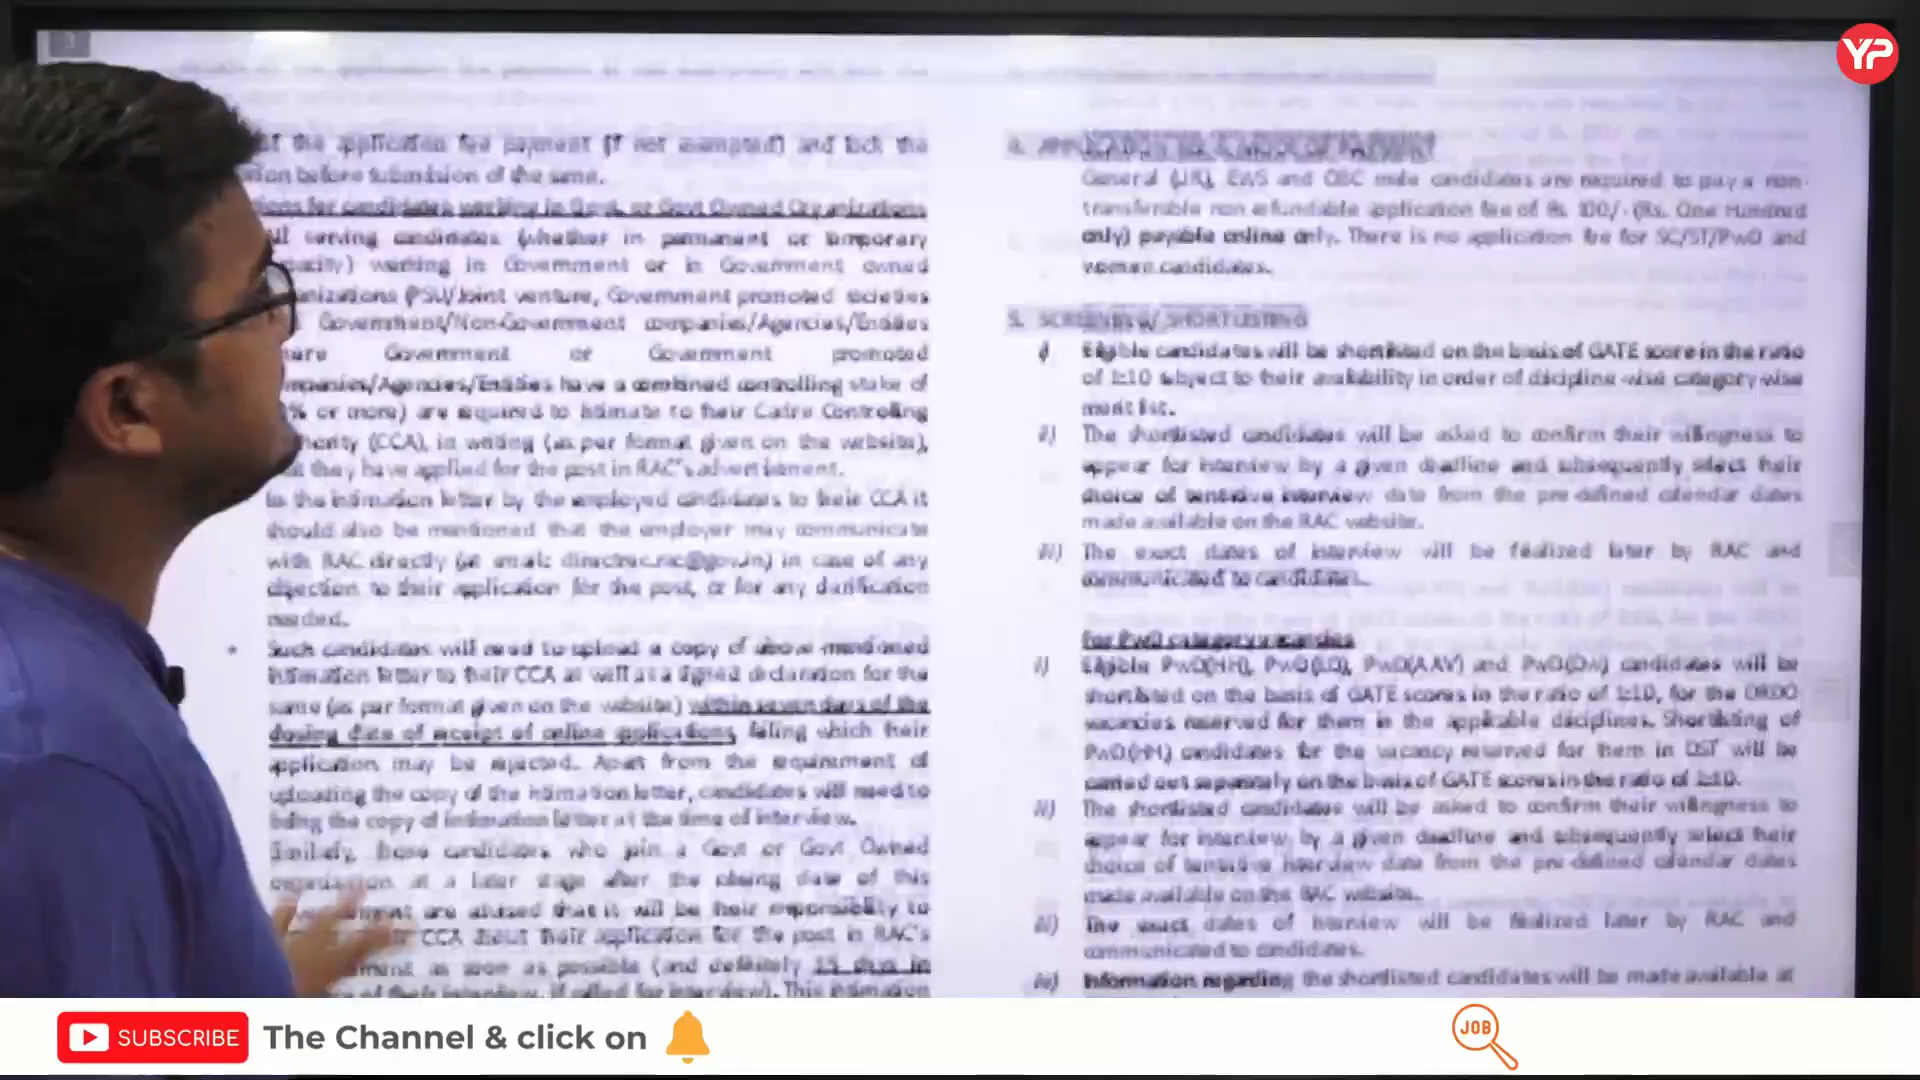 YP
of the application fee payment (if not exempted) and lock the
before submission of the same.
for candidates working in Govt. or Govt Owned Organizations
serving candidates (whether in permanent or temporary
working in Government or in Government owned
(PSU/Joint venture, Government promoted societies
Government/Non-Government companies/Agencies/Entities
Government or Government promoted
companies/Agencies/Entities have a combined controlling stake of
% or more) are required to intimate to their Cadre Controlling
(CCA), in writing (as per format given on the website),
they have applied for the post in RAC's advertisement.
In the intimation letter by the employed candidates to their CCA it
should also be mentioned that the employer may communicate
with RAC directly (at email: in case of any
objection to their application for the post, or for any clarification
needed.
• Such candidates will need to upload a copy of above-mentioned
intimation letter to their CCA as well as a signed declaration for the
same (as per format given on the website) within seven days of the
closing date of receipt of online applications, failing which their
application may be rejected. Apart from the requirement of
uploading the copy of the intimation letter, candidates will need to
bring the copy of intimation letter at the time of interview.
Similarly, those candidates who join a Govt or Govt Owned
organization at a later stage after the closing date of this
are advised that it will be their responsibility to
CCA about their application for the post in RAC's
as soon as possible (and definitely 15 days in
of their interview, if called for interview). This intimation
4. APPLICATION FEE & MODE OF PAYMENT
General (UR), EWS and OBC male candidates are required to pay a non-
transferable non refundable application fee of Rs. 100/- (Rs. One Hundred
only) payable online only. There is no application fee for SC/ST/PwD and
women candidates.
5. SCREENING/ SHORTLISTING
i) Eligible candidates will be shortlisted on the basis of GATE score in the ratio
of 1:10 subject to their availability in order of discipline-wise category-wise
merit list.
ii) The shortlisted candidates will be asked to confirm their willingness to
appear for interview by a given deadline and subsequently select their
choice of tentative interview date from the pre-defined calendar dates
made available on the RAC website.
iii) The exact dates of interview will be finalized later by RAC and
communicated to candidates.
For PwD category vacancies
i) Eligible PwD(HH), PwD(LD), PwD(AAV) and candidates will be
shortlisted on the basis of GATE scores in the ratio of 1:10, for the DRDO
vacancies reserved for them in the applicable disciplines. Shortlisting of
PwD(HH) candidates for the vacancy reserved for them in DST will be
carried out separately on the basis of GATE scores in the ratio of 1:10.
ii) The shortlisted candidates will be asked to confirm their willingness to
appear for interview by a given deadline and subsequently select their
choice of tentative interview date from the pre-defined calendar dates
made available on the RAC website.
iii) The exact dates of interview will be finalized later by RAC and
communicated to candidates.
iv) Information regarding the shortlisted candidates will be made available at
SUBSCRIBE The Channel & click on
JOB